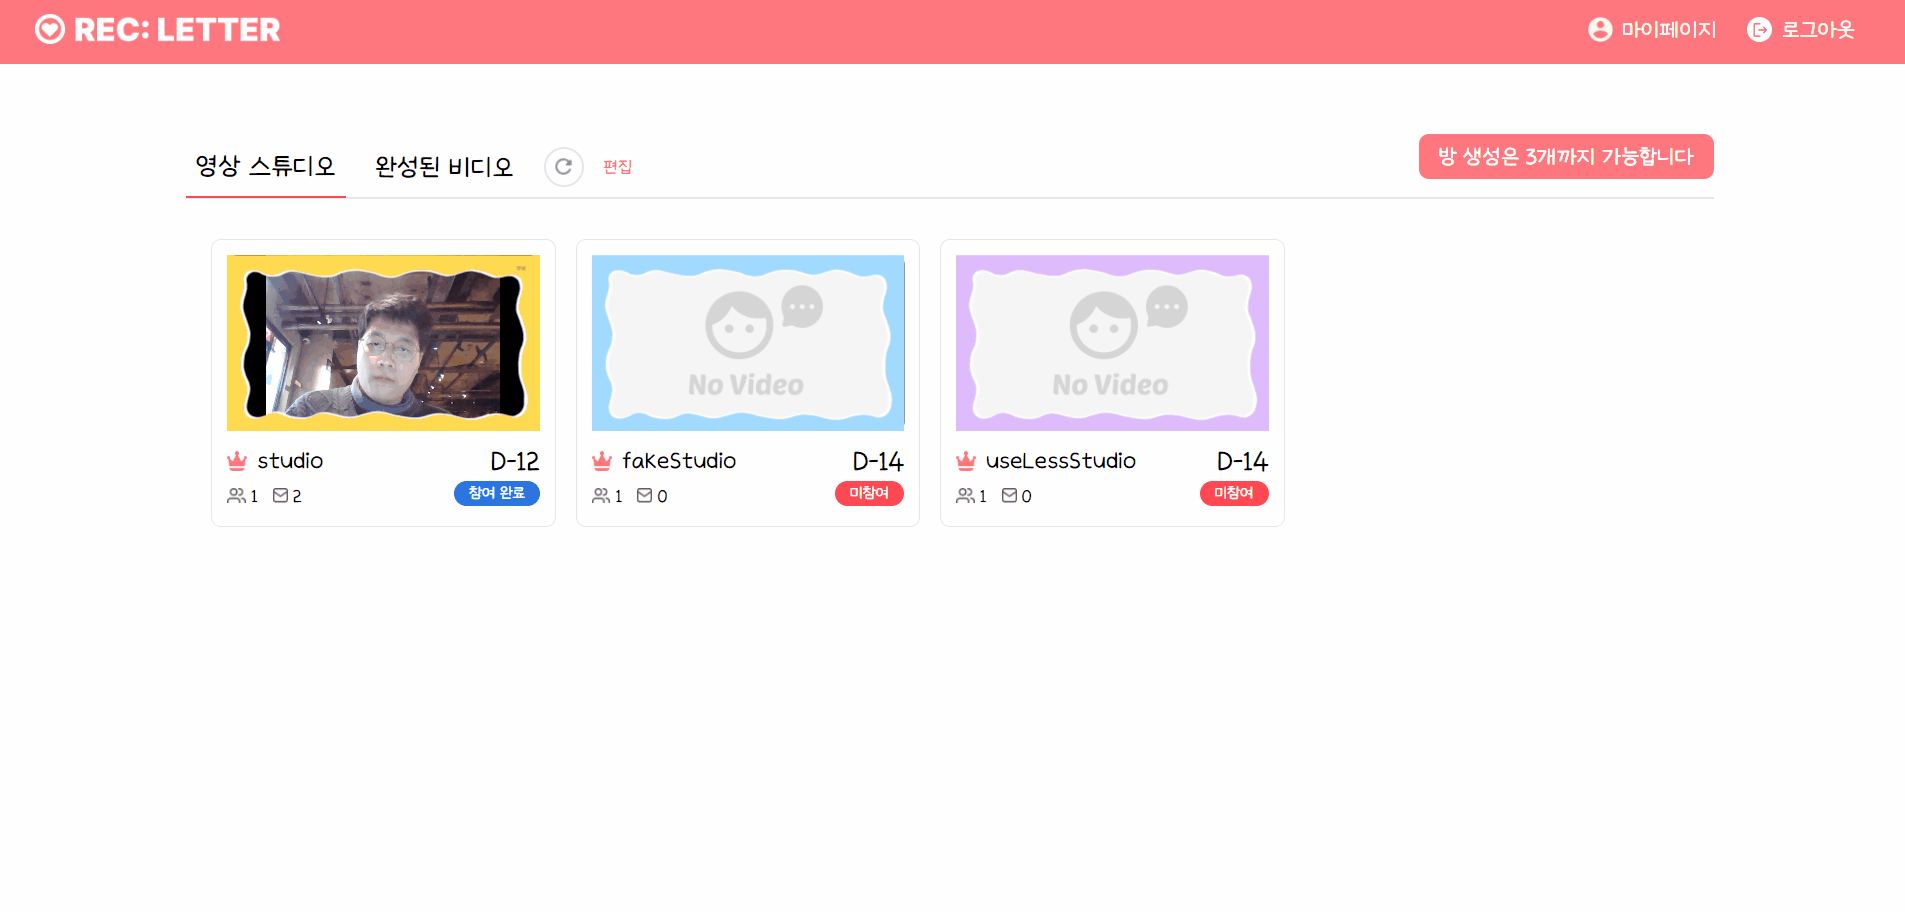 REC: LETTER
마이페이지
로그아웃
영상 스튜디오
완성된 비디오
편집
방 생성은 3개까지 가능합니다
No Video
No Video
studio
D-12
1
2
참여 완료
faKeStudio
D-14
1
0
미참여
useLessStudio
D-14
1
0
미참여